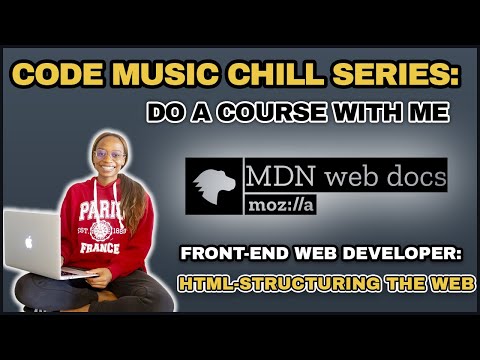 CODE MUSIC CHILL SERIES:
DO A COURSE WITH ME
MDN web docs
moz://a
PARIS
FRANCE
FRONT-END WEB DEVELOPER:
HTML-STRUCTURING THE WEB